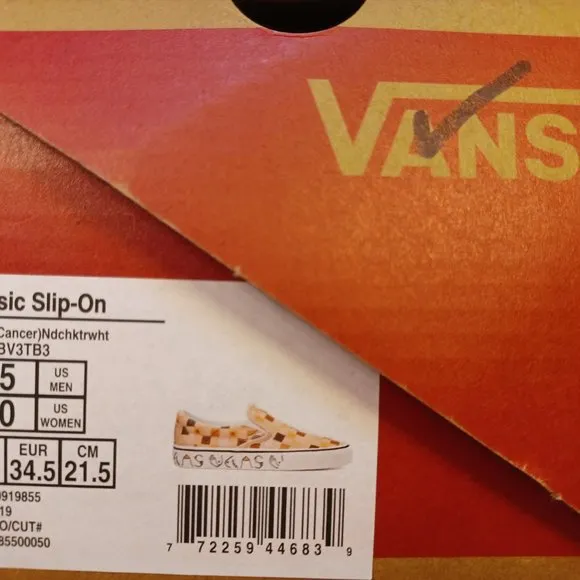 VANS
sic Slip-On
Cancer)Ndchktrwht
BV3TB3
5 US MEN
0 US WOMEN
EUR 34.5 CM 21.5
0919855
19
O/CUT#
85500050
7 72259 44683 9